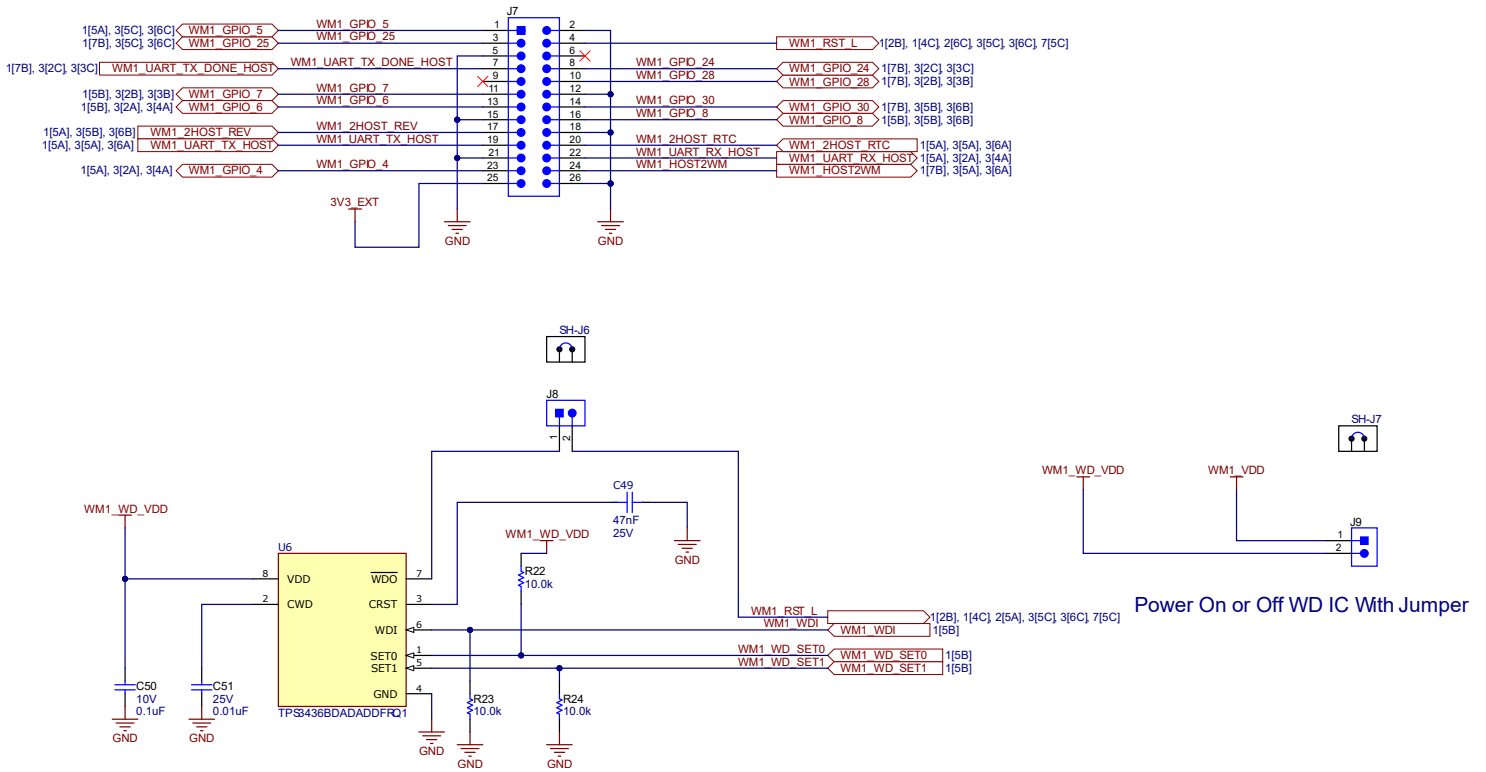 J7
1[5A], 3[5C], 3[6C] WM1_GPIO_5 WM1_GPIO_5 1 2
1[7B], 3[5C], 3[6C] WM1_GPIO_25 WM1_GPIO_25 3 4 WM1_RST_L 1[2B], 1[4C], 2[6C], 3[5C], 3[6C], 7[5C]
5 6
1[7B], 3[2C], 3[3C] WM1_UART_TX_DONE_HOST WM1_UART_TX_DONE_HOST 7 8 WM1_GPIO_24 WM1_GPIO_24 1[7B], 3[2C], 3[3C]
9 10 WM1_GPIO_28 WM1_GPIO_28 1[7B], 3[2B], 3[3B]
1[5B], 3[2B], 3[3B] WM1_GPIO_7 WM1_GPIO_7 11 12
1[5B], 3[2A], 3[4A] WM1_GPIO_6 WM1_GPIO_6 13 14 WM1_GPIO_30 WM1_GPIO_30 1[7B], 3[5B], 3[6B]
15 16 WM1_GPIO_8 WM1_GPIO_8 1[5B], 3[5B], 3[6B]
1[5A], 3[5B], 3[6B] WM1_2HOST_REV WM1_2HOST_REV 17 18
1[5A], 3[5A], 3[6A] WM1_UART_TX_HOST WM1_UART_TX_HOST 19 20 WM1_2HOST_RTC WM1_2HOST_RTC 1[5A], 3[5A], 3[6A]
21 22 WM1_UART_RX_HOST WM1_UART_RX_HOST 1[5A], 3[2A], 3[4A]
1[5A], 3[2A], 3[4A] WM1_GPIO_4 WM1_GPIO_4 23 24 WM1_HOST2WM WM1_HOST2WM 1[7B], 3[5A], 3[6A]
25 26
3V3_EXT
GND GND
SH-J6
J8
1 2
SH-J7
WM1_WD_VDD WM1_VDD
J9
1
2
Power On or Off WD IC With Jumper
C49
47nF
25V
GND
WM1_WD_VDD
WM1_WD_VDD
R22
10.0k
U6
8 VDD WDO 7
2 CWD CRST 3
WDI 6
SET0 1
SET1 5
GND 4
TPS3436BDADADDFRQ1
WM1_RST_L 1[2B], 1[4C], 2[5A], 3[5C], 3[6C], 7[5C]
WM1_WDI WM1_WDI 1[5B]
WM1_WD_SET0 WM1_WD_SET0 1[5B]
WM1_WD_SET1 WM1_WD_SET1 1[5B]
C50
10V
0.1uF
GND
C51
25V
0.01uF
GND
GND
R23
10.0k
GND
R24
10.0k
GND